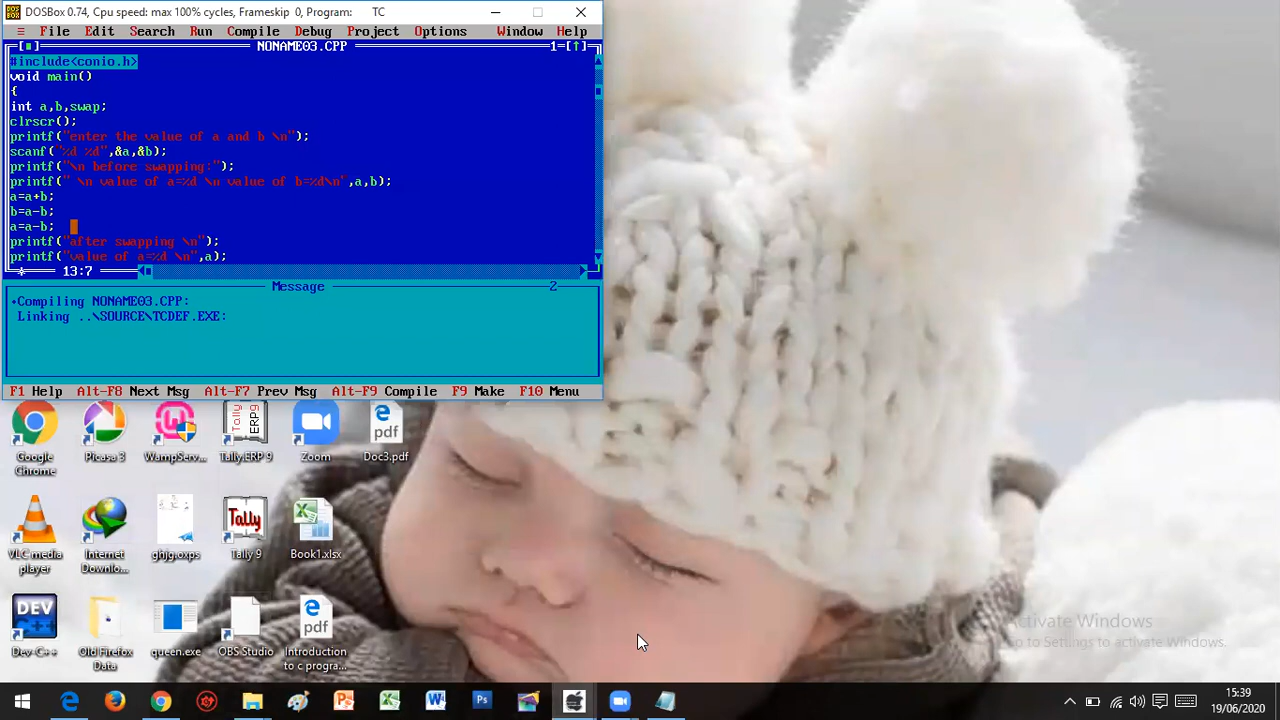 DOSBox 0.74, Cpu speed: max 100% cycles, Frameskip 0, Program: TC
≡ File Edit Search Run Compile Debug Project Options Window Help
[■] NONAME03.CPP 1=[↑]
#include<conio.h>
void main()
{
int a,b,swap;
clrscr();
printf("enter the value of a and b \n");
scanf("%d %d",&a,&b);
printf("\n before swapping:");
printf(" \n value of a=%d \n value of b=%d\n",a,b);
a=a+b;
b=a-b;
a=a-b;
printf("after swapping \n");
printf("value of a=%d \n",a);
13:7
Message 2
•Compiling NONAME03.CPP:
Linking ..\SOURCE\TCDEF.EXE:
F1 Help Alt-F8 Next Msg Alt-F7 Prev Msg Alt-F9 Compile F9 Make F10 Menu
Google Chrome
Picasa 3
WampServ...
Tally.ERP 9
Zoom
Doc3.pdf
VLC media player
Internet Downlo...
ghjg.oxps
Tally 9
Book1.xlsx
Dev-C++
Old Firefox Data
queen.exe
OBS Studio
Introduction to c progra...
Activate Windows
Go to Settings to activate Windows.
15:39
19/06/2020